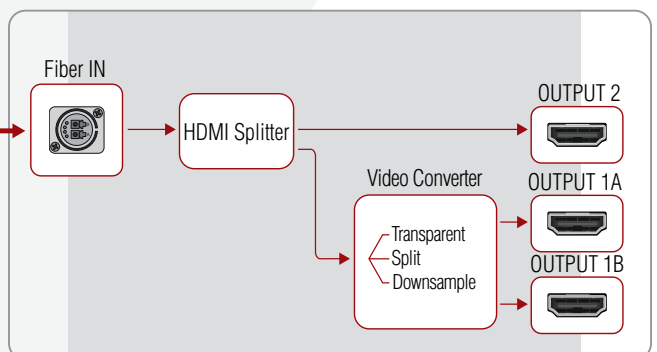 Fiber IN
HDMI Splitter
OUTPUT 2
Video Converter
Transparent
Split
Downsample
OUTPUT 1A
OUTPUT 1B